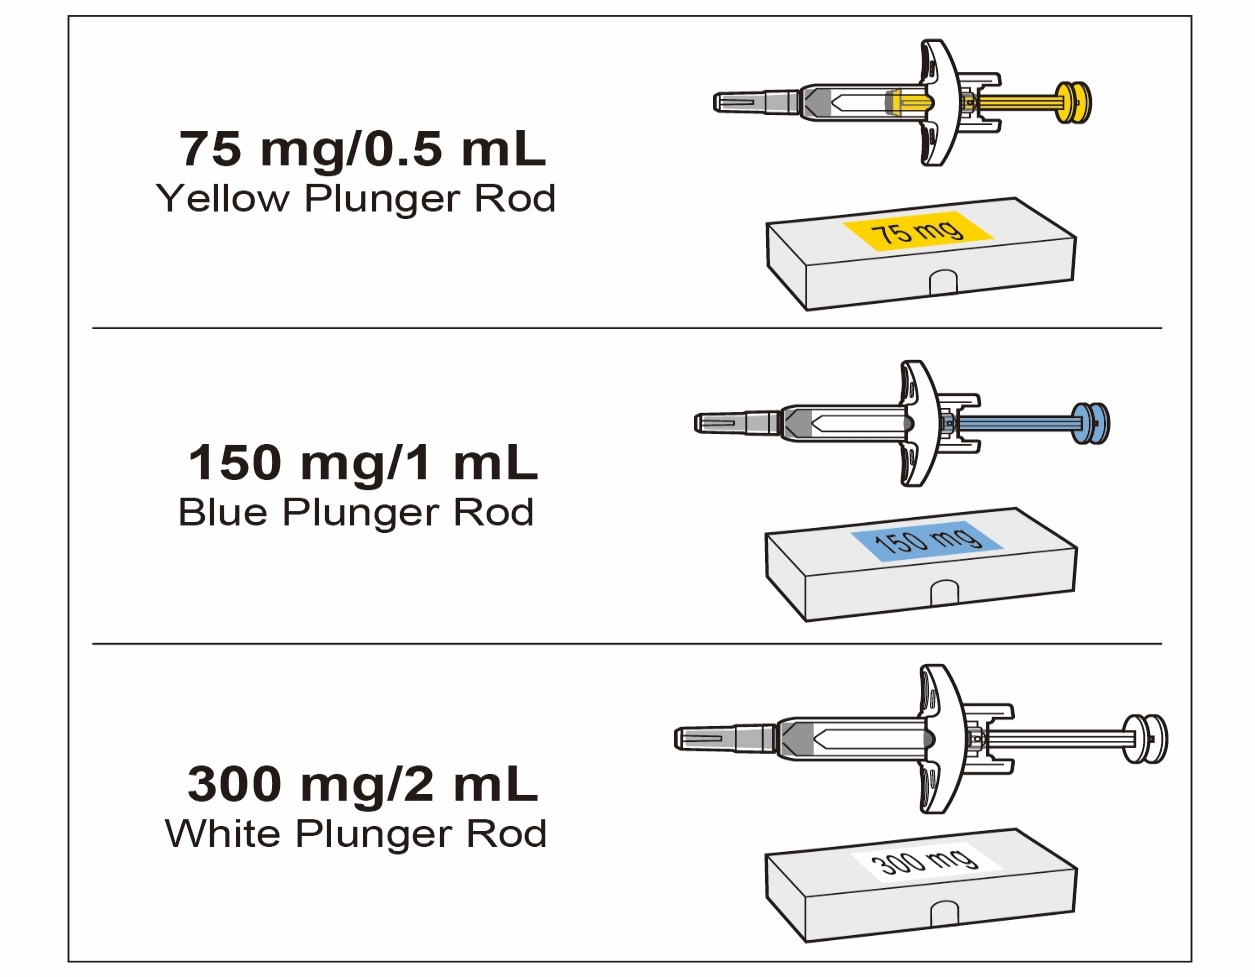 75 mg/0.5 mL
Yellow Plunger Rod
75 mg
150 mg/1 mL
Blue Plunger Rod
150 mg
300 mg/2 mL
White Plunger Rod
300 mg